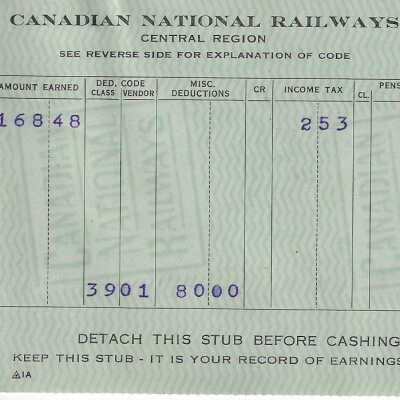 CANADIAN NATIONAL RAILWAYS
CENTRAL REGION
SEE REVERSE SIDE FOR EXPLANATION OF CODE
AMOUNT EARNED DED. CODE CLASS VENDOR MISC. DEDUCTIONS CR INCOME TAX PENS CL.
16848 253
3901 8000
DETACH THIS STUB BEFORE CASHING
KEEP THIS STUB - IT IS YOUR RECORD OF EARNINGS
1A